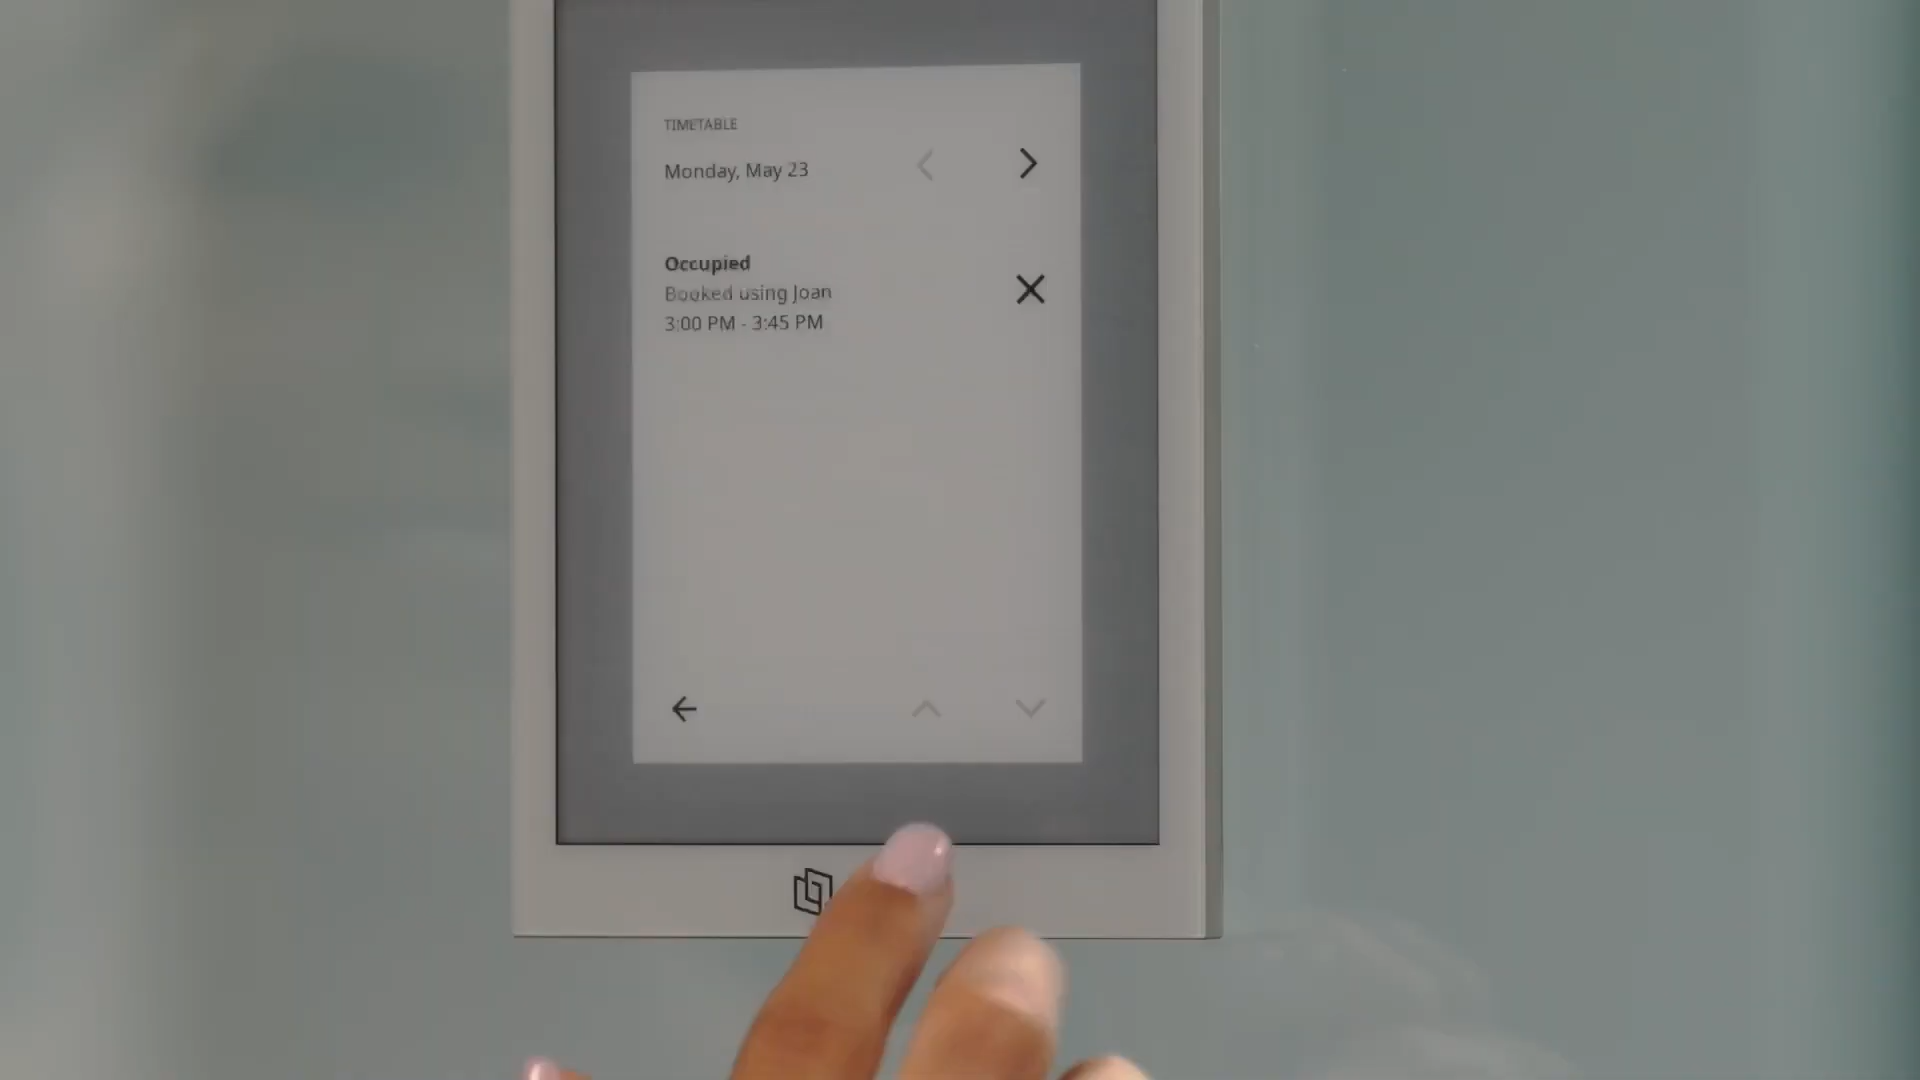 TIMETABLE
Monday, May 23
Occupied
Booked using Joan
3:00 PM - 3:45 PM